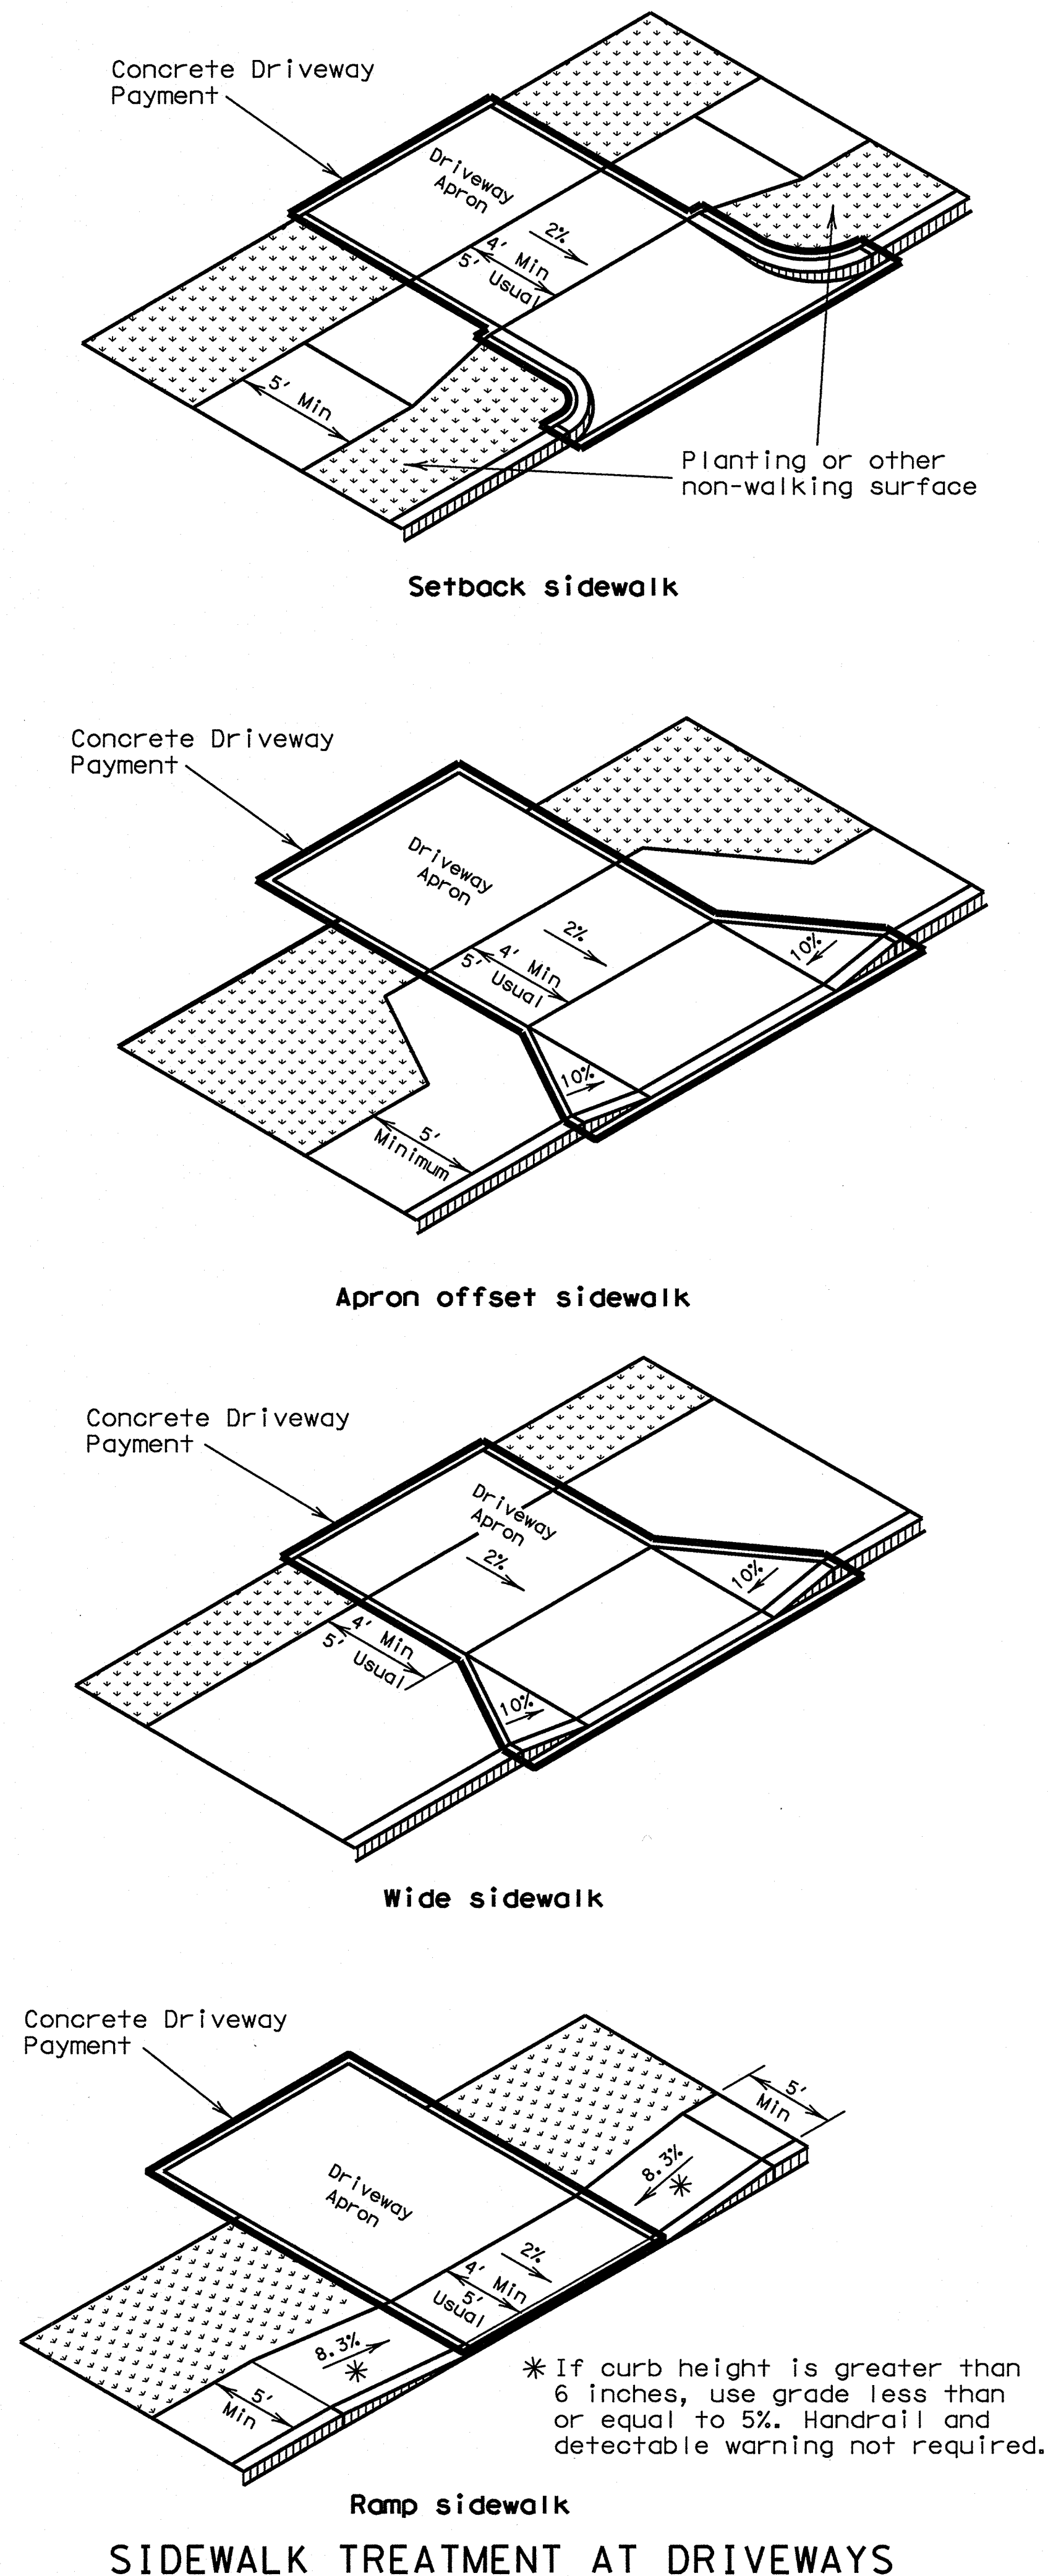 Concrete Driveway
Payment
Driveway
Apron
2%
4' Min
5' Usual
5' Min
Planting or other
non-walking surface
Setback sidewalk
Concrete Driveway
Payment
Driveway
Apron
2%
4' Min
5' Usual
10%
10%
5'
Minimum
Apron offset sidewalk
Concrete Driveway
Payment
Driveway
Apron
2%
10%
4' Min
5' Usual
10%
Wide sidewalk
Concrete Driveway
Payment
5'
Min
8.3%
*
Driveway
Apron
2%
4' Min
5'
Usual
8.3%
*
5'
Min
* If curb height is greater than
6 inches, use grade less than
or equal to 5%. Handrail and
detectable warning not required.
Ramp sidewalk
SIDEWALK TREATMENT AT DRIVEWAYS